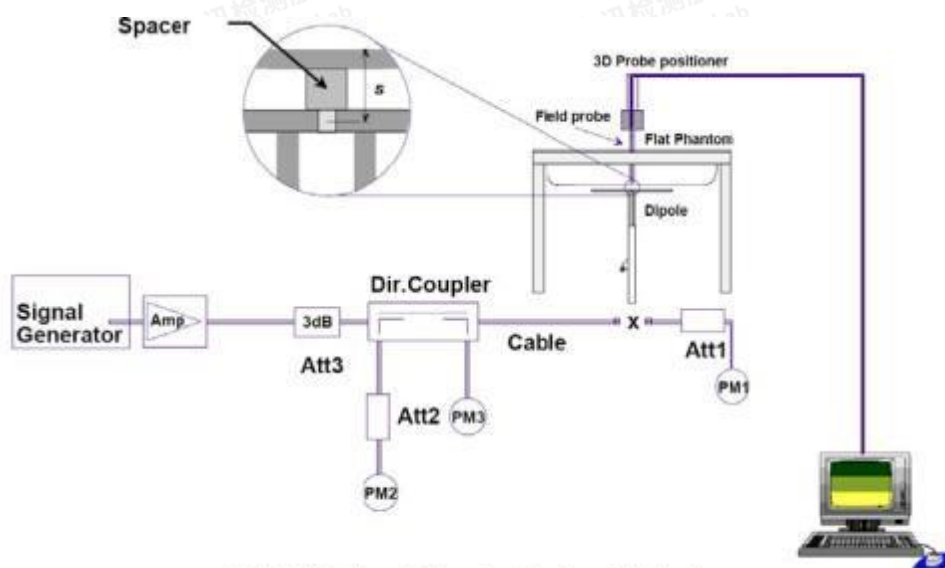 Spacer
s
3D Probe positioner
Field probe
Flat Phantom
Dipole
Signal
Generator
Amp
3dB
Att3
Dir.Coupler
Cable
X
Att1
PM1
Att2
PM3
PM2